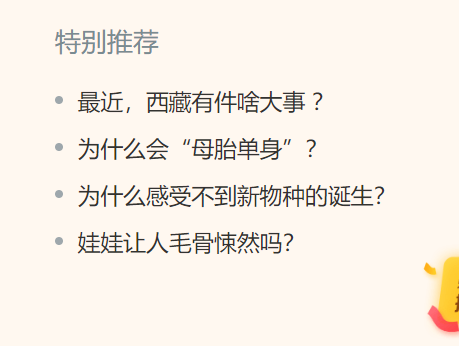 特别推荐
最近，西藏有件啥大事？
为什么会“母胎单身”？
为什么感受不到新物种的诞生？
娃娃让人毛骨悚然吗？